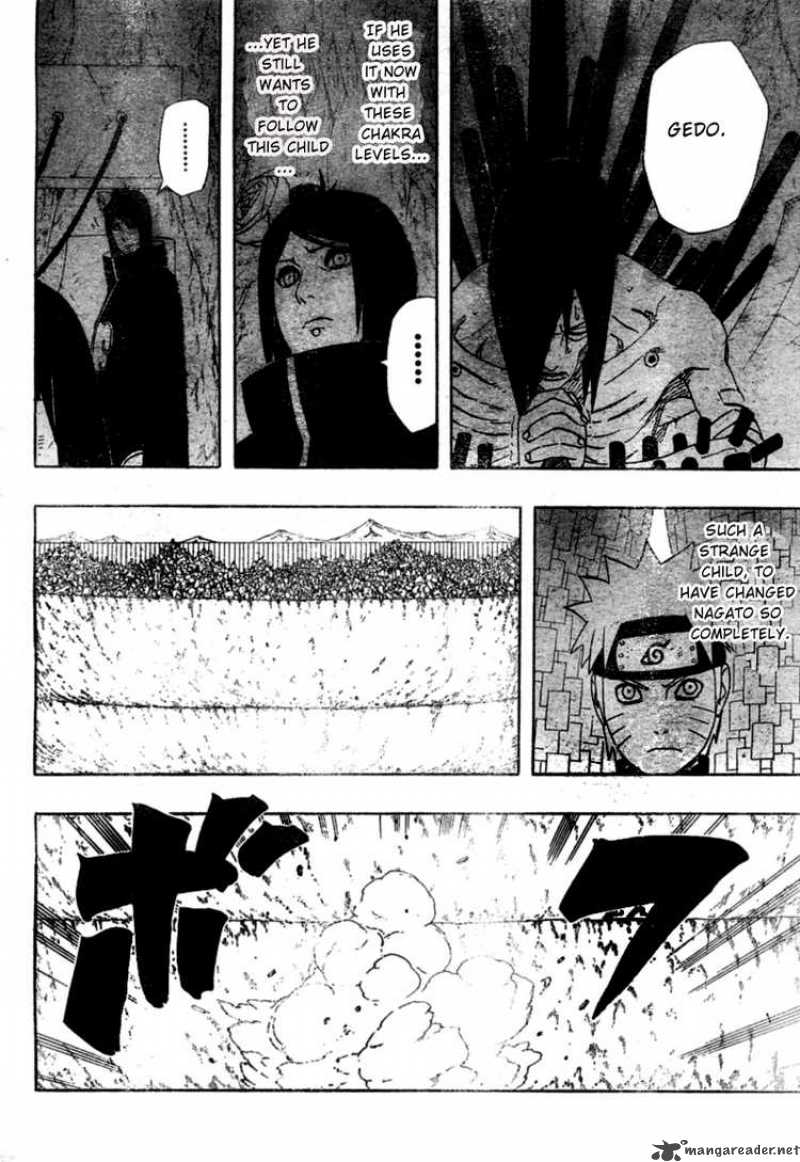 GEDO.
IF HE
USES
IT NOW
WITH
THESE
CHAKRA
LEVELS...
...YET HE
STILL
WANTS
TO
FOLLOW
THIS CHILD
...
.......
........
SUCH A
STRANGE
CHILD, TO
HAVE CHANGED
NAGATO SO
COMPLETELY.
ボフ
mangareader.net